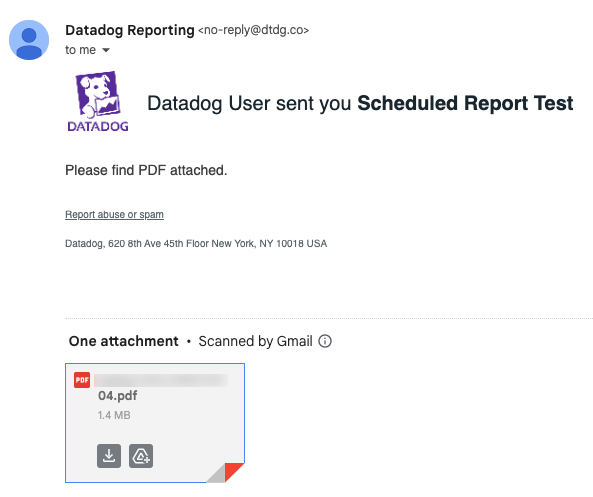 Datadog Reporting <no-reply@dtdg.co>
to me
DATADOG
Datadog User sent you Scheduled Report Test
Please find PDF attached.
Report abuse or spam
Datadog, 620 8th Ave 45th Floor New York, NY 10018 USA
One attachment • Scanned by Gmail
PDF
04.pdf
1.4 MB